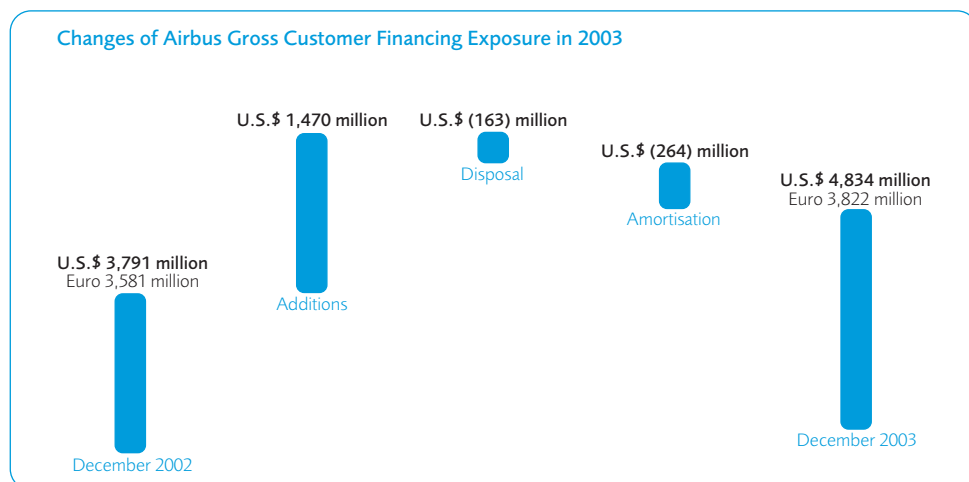 Changes of Airbus Gross Customer Financing Exposure in 2003
U.S.$ 3,791 million
Euro 3,581 million
December 2002
U.S.$ 1,470 million
Additions
U.S.$ (163) million
Disposal
U.S.$ (264) million
Amortisation
U.S.$ 4,834 million
Euro 3,822 million
December 2003